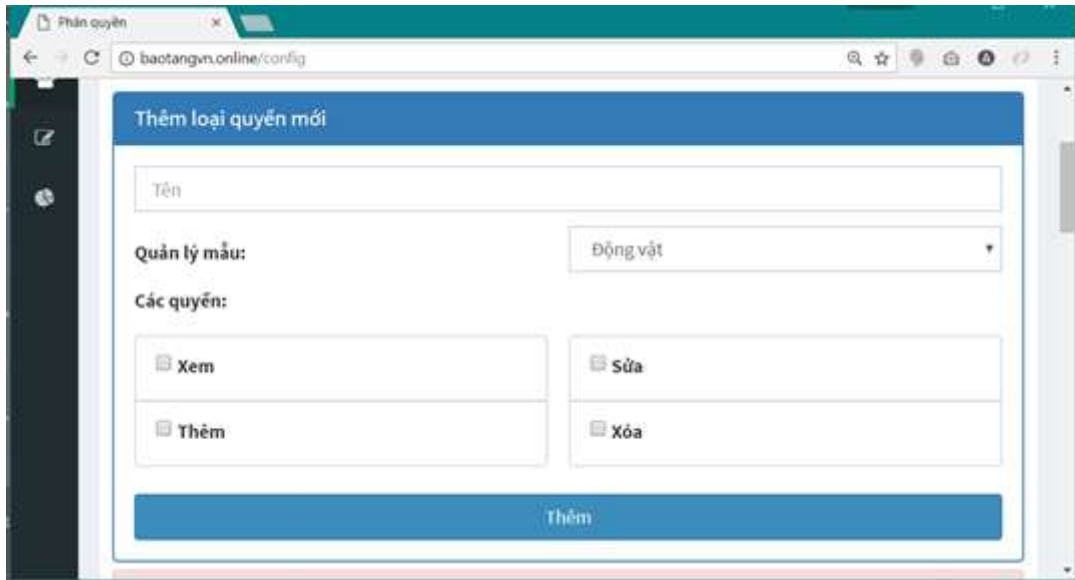 Phân quyền
baotangvn.online/config
Thêm loại quyền mới
Tên
Quản lý mẫu:
Động vật
Các quyền:
Xem
Sửa
Thêm
Xóa
Thêm